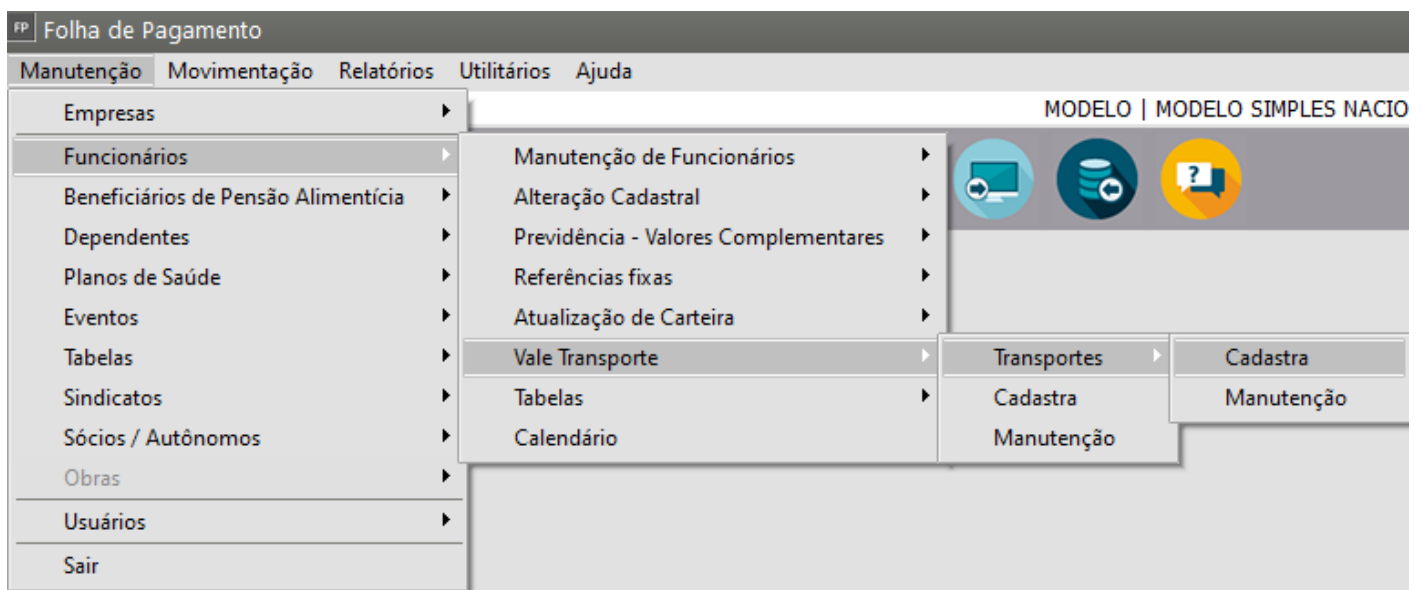 FP Folha de Pagamento
Manutenção Movimentação Relatórios Utilitários Ajuda
MODELO | MODELO SIMPLES NACIO
Empresas
Funcionários
Beneficiários de Pensão Alimentícia
Dependentes
Planos de Saúde
Eventos
Tabelas
Sindicatos
Sócios / Autônomos
Obras
Usuários
Sair
Manutenção de Funcionários
Alteração Cadastral
Previdência - Valores Complementares
Referências fixas
Atualização de Carteira
Vale Transporte
Tabelas
Calendário
Transportes
Cadastra
Manutenção
Cadastra
Manutenção
?